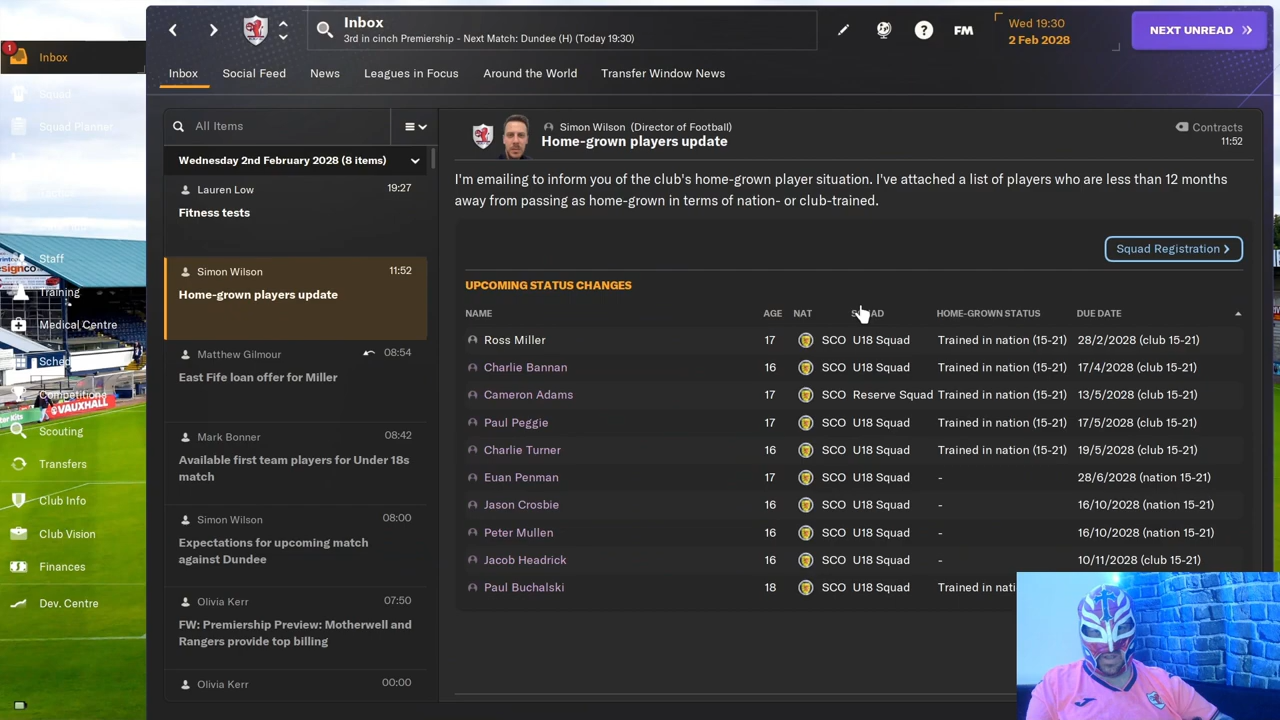 Inbox
3rd in cinch Premiership - Next Match: Dundee (H) (Today 19:30)
FM
Wed 19:30
2 Feb 2028
NEXT UNREAD
1
Inbox
Squad
Squad Planner
Staff
Training
Medical Centre
Sched
Competitions
Scouting
Transfers
Club Info
Club Vision
Finances
Dev. Centre
VAUXHALL
Inbox
Social Feed
News
Leagues in Focus
Around the World
Transfer Window News
All Items
Wednesday 2nd February 2028 (8 items)
Lauren Low 19:27
Fitness tests
Simon Wilson 11:52
Home-grown players update
Matthew Gilmour 08:54
East Fife loan offer for Miller
Mark Bonner 08:42
Available first team players for Under 18s
match
Simon Wilson 08:00
Expectations for upcoming match
against Dundee
Olivia Kerr 07:50
FW: Premiership Preview: Motherwell and
Rangers provide top billing
Olivia Kerr 00:00
Simon Wilson (Director of Football)
Home-grown players update
Contracts
11:52
I'm emailing to inform you of the club's home-grown player situation. I've attached a list of players who are less than 12 months
away from passing as home-grown in terms of nation- or club-trained.
Squad Registration
UPCOMING STATUS CHANGES
NAME AGE NAT SQUAD HOME-GROWN STATUS DUE DATE
Ross Miller 17 SCO U18 Squad Trained in nation (15-21) 28/2/2028 (club 15-21)
Charlie Bannan 16 SCO U18 Squad Trained in nation (15-21) 17/4/2028 (club 15-21)
Cameron Adams 17 SCO Reserve Squad Trained in nation (15-21) 13/5/2028 (club 15-21)
Paul Peggie 17 SCO U18 Squad Trained in nation (15-21) 17/5/2028 (club 15-21)
Charlie Turner 16 SCO U18 Squad Trained in nation (15-21) 19/5/2028 (club 15-21)
Euan Penman 17 SCO U18 Squad - 28/6/2028 (nation 15-21)
Jason Crosbie 16 SCO U18 Squad - 16/10/2028 (nation 15-21)
Peter Mullen 16 SCO U18 Squad - 16/10/2028 (nation 15-21)
Jacob Headrick 16 SCO U18 Squad - 10/11/2028 (club 15-21)
Paul Buchalski 18 SCO U18 Squad Trained in nati